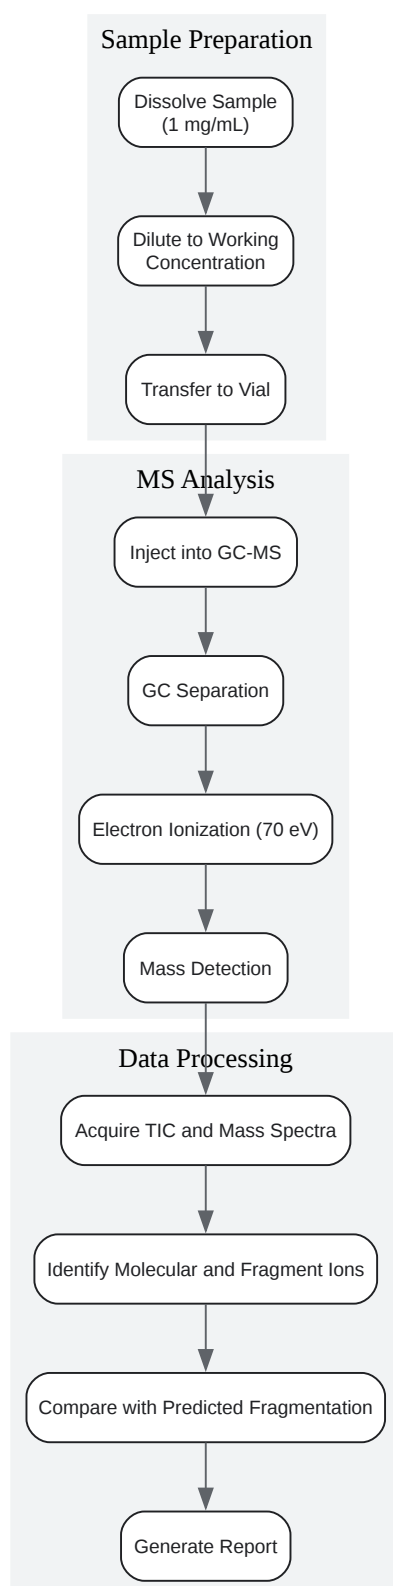 Sample Preparation
Dissolve Sample
(1 mg/mL)
Dilute to Working
Concentration
Transfer to Vial
MS Analysis
Inject into GC-MS
GC Separation
Electron Ionization (70 eV)
Mass Detection
Data Processing
Acquire TIC and Mass Spectra
Identify Molecular and Fragment Ions
Compare with Predicted Fragmentation
Generate Report